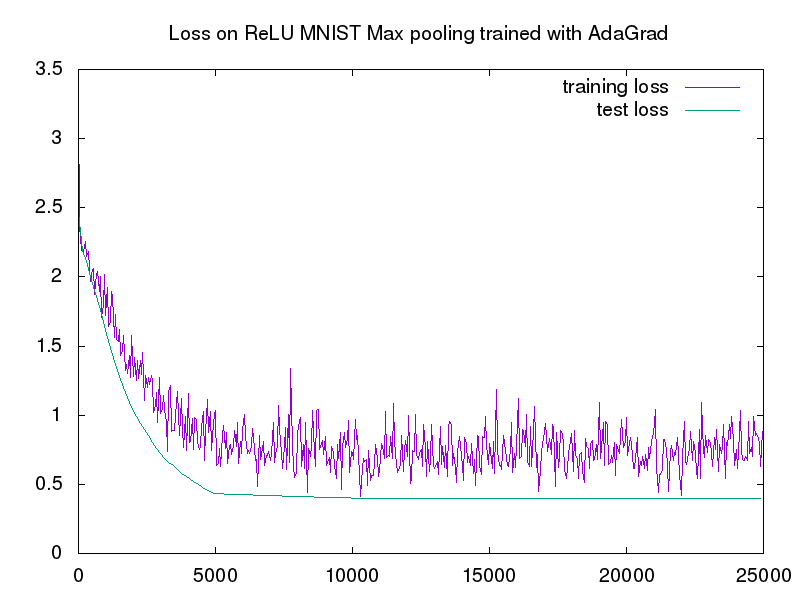 Loss on ReLU MNIST Max pooling trained with AdaGrad
3.5
training loss
test loss
3
2.5
2
1.5
1
0.5
0
0 5000 10000 15000 20000 25000